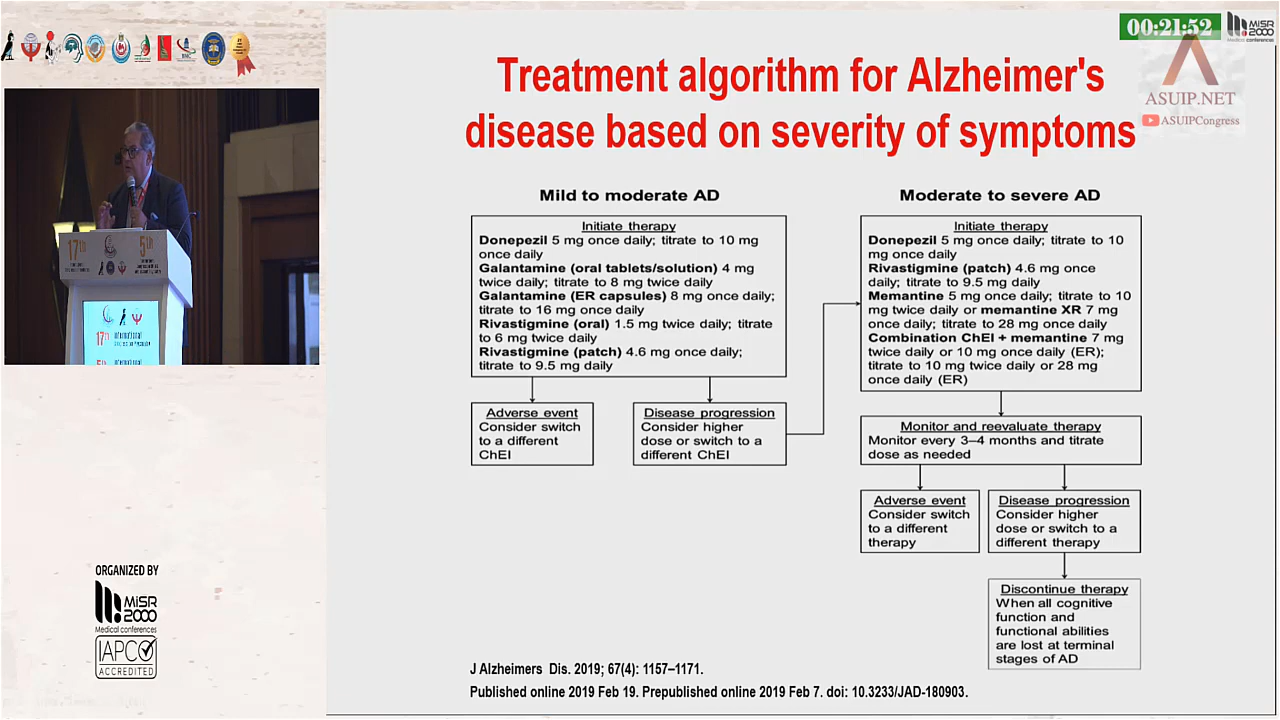 00:21:52
MiSR
2000
Medical conferences
ASUIP.NET
ASUIPCongress
Treatment algorithm for Alzheimer's
disease based on severity of symptoms
Mild to moderate AD
Initiate therapy
Donepezil 5 mg once daily; titrate to 10 mg
once daily
Galantamine (oral tablets/solution) 4 mg
twice daily; titrate to 8 mg twice daily
Galantamine (ER capsules) 8 mg once daily;
titrate to 16 mg once daily
Rivastigmine (oral) 1.5 mg twice daily; titrate
to 6 mg twice daily
Rivastigmine (patch) 4.6 mg once daily;
titrate to 9.5 mg daily
Adverse event
Consider switch
to a different
ChEI
Disease progression
Consider higher
dose or switch to a
different ChEI
Moderate to severe AD
Initiate therapy
Donepezil 5 mg once daily; titrate to 10
mg once daily
Rivastigmine (patch) 4.6 mg once
daily; titrate to 9.5 mg daily
Memantine 5 mg once daily; titrate to 10
mg twice daily or memantine XR 7 mg
once daily; titrate to 28 mg once daily
Combination ChEI + memantine 7 mg
twice daily or 10 mg once daily (ER);
titrate to 10 mg twice daily or 28 mg
once daily (ER)
Monitor and reevaluate therapy
Monitor every 3–4 months and titrate
dose as needed
Adverse event
Consider switch
to a different
therapy
Disease progression
Consider higher
dose or switch to a
different therapy
Discontinue therapy
When all cognitive
function and
functional abilities
are lost at terminal
stages of AD
J Alzheimers Dis. 2019; 67(4): 1157–1171.
Published online 2019 Feb 19. Prepublished online 2019 Feb 7. doi: 10.3233/JAD-180903.
17th
5th
17th
ORGANIZED BY
MiSR
2000
Medical conferences
IAPCO
ACCREDITED